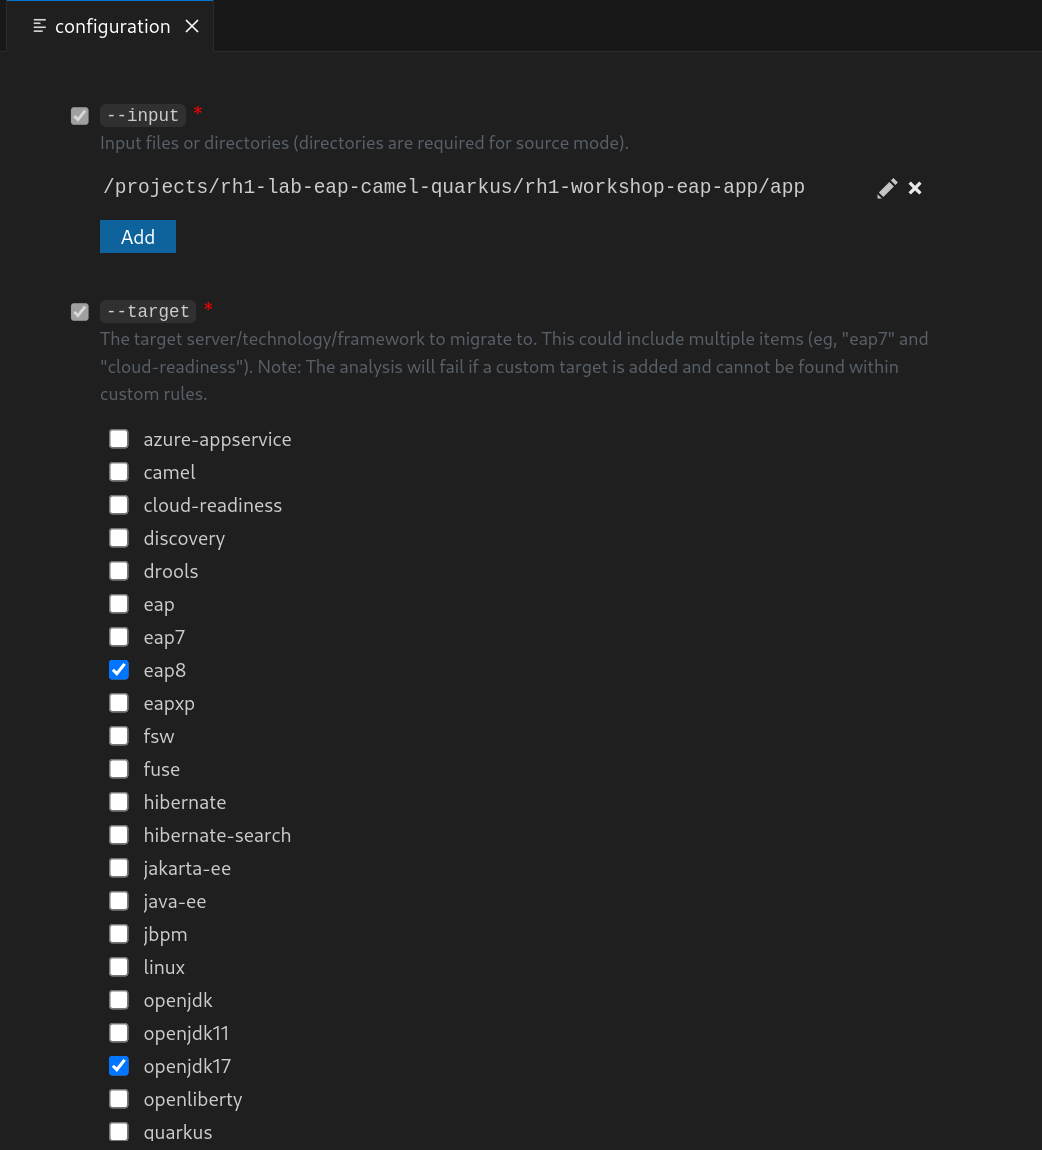 configuration
--input *
Input files or directories (directories are required for source mode).
/projects/rh1-lab-eap-camel-quarkus/rh1-workshop-eap-app/app
Add
--target *
The target server/technology/framework to migrate to. This could include multiple items (eg, "eap7" and
"cloud-readiness"). Note: The analysis will fail if a custom target is added and cannot be found within
custom rules.
azure-appservice
camel
cloud-readiness
discovery
drools
eap
eap7
eap8
eapxp
fsw
fuse
hibernate
hibernate-search
jakarta-ee
java-ee
jbpm
linux
openjdk
openjdk11
openjdk17
openliberty
quarkus